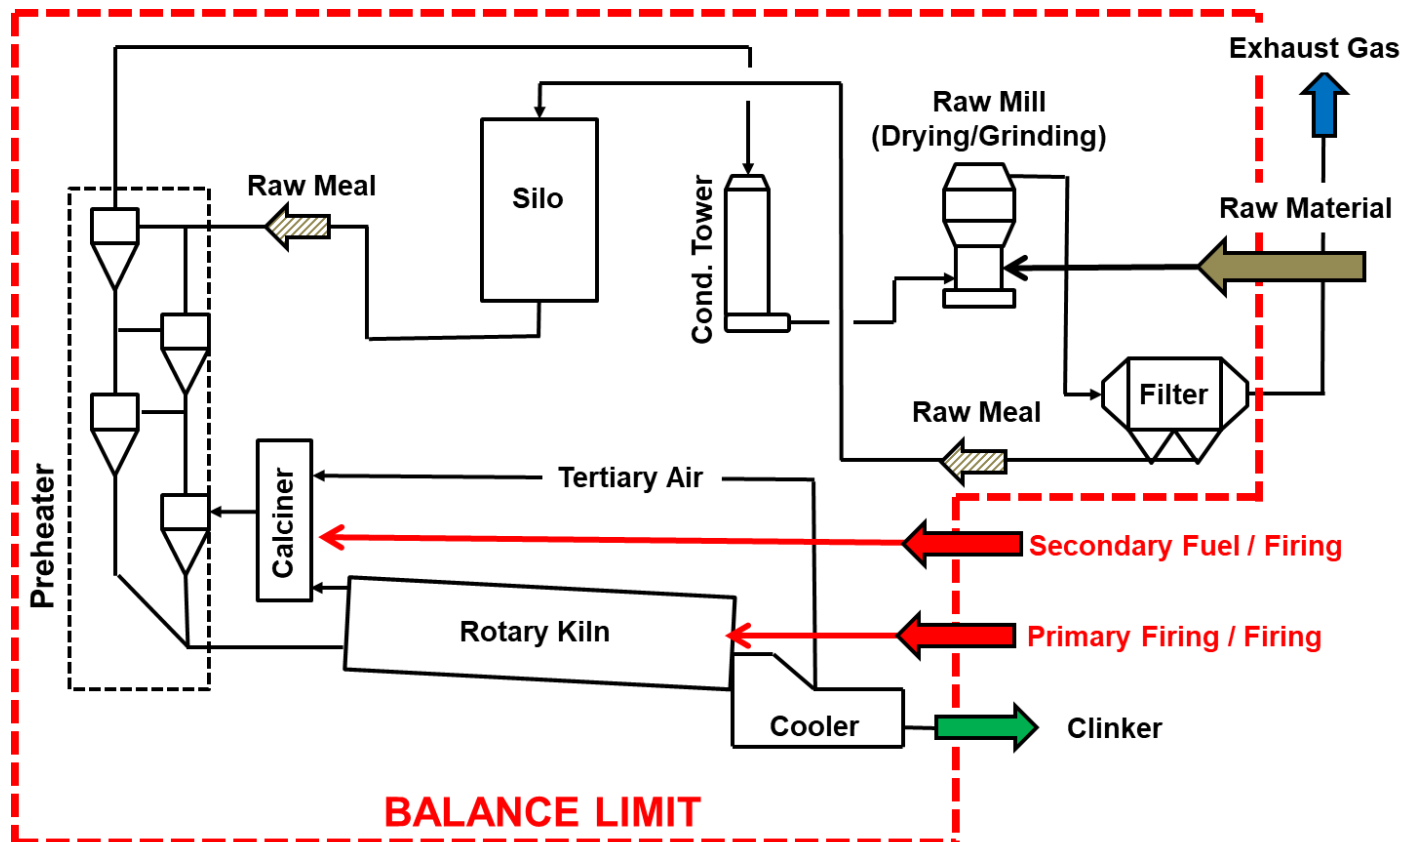 Exhaust Gas
Raw Mill
(Drying/Grinding)
Raw Meal
Silo
Cond. Tower
Raw Material
Filter
Raw Meal
Preheater
Calciner
Tertiary Air
Secondary Fuel / Firing
Rotary Kiln
Primary Firing / Firing
Cooler
Clinker
BALANCE LIMIT